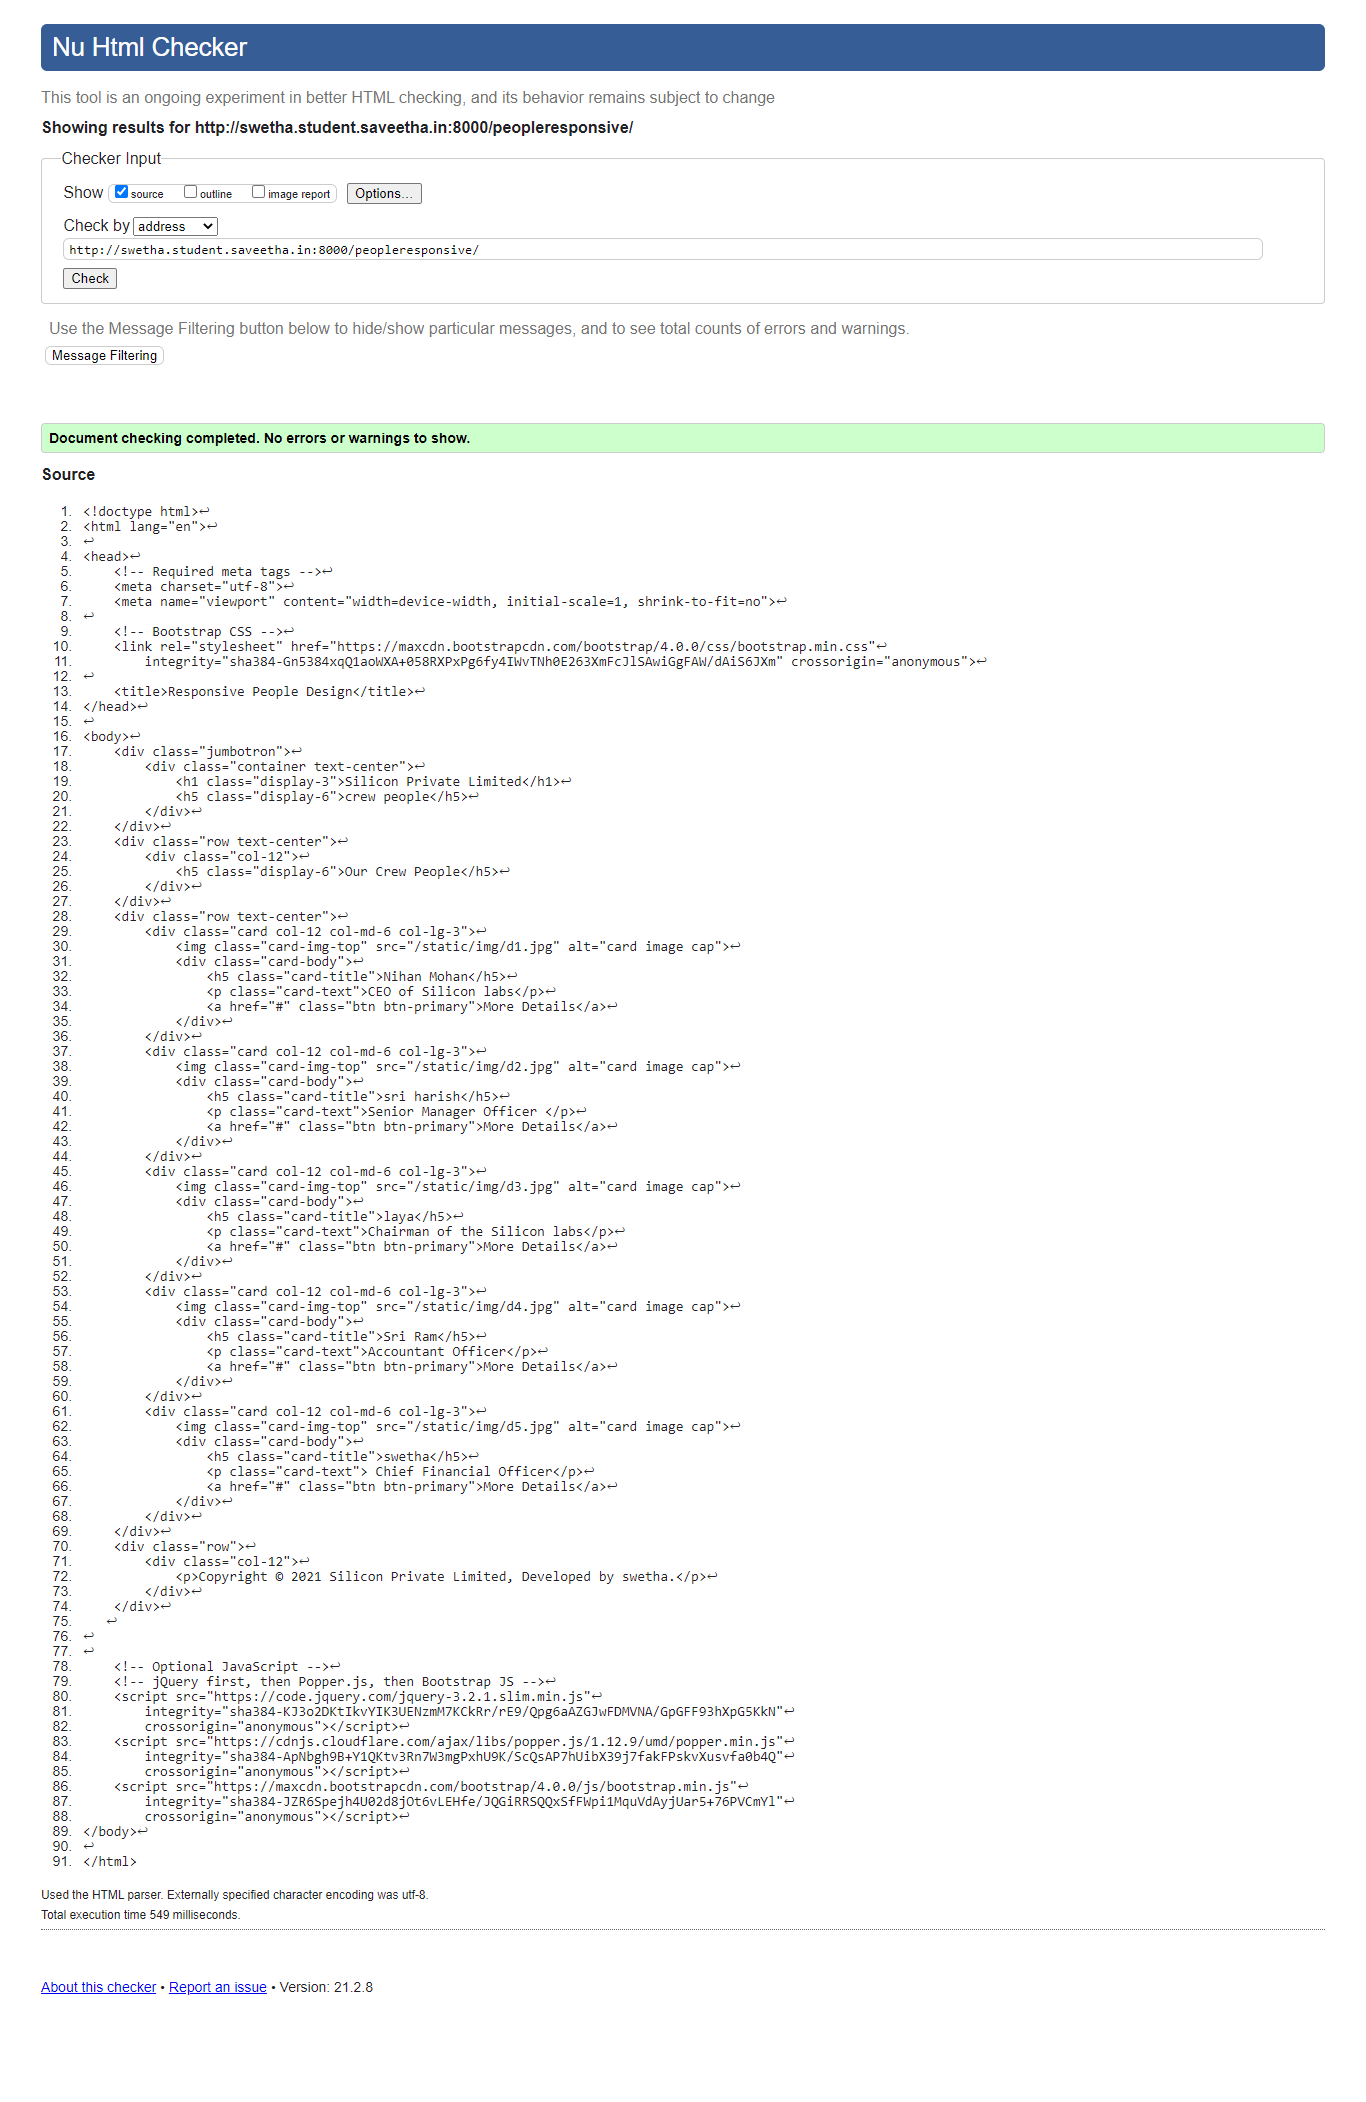 Nu Html Checker
This tool is an ongoing experiment in better HTML checking, and its behavior remains subject to change
Showing results for http://swetha.student.saveetha.in:8000/peopleresponsive/
Checker Input
Show source outline image report Options...
Check by address
http://swetha.student.saveetha.in:8000/peopleresponsive/
Check
Use the Message Filtering button below to hide/show particular messages, and to see total counts of errors and warnings.
Message Filtering
Document checking completed. No errors or warnings to show.
Source
1. <!doctype html>↩
2. <html lang="en">↩
3. ↩
4. <head>↩
5.     <!-- Required meta tags -->↩
6.     <meta charset="utf-8">↩
7.     <meta name="viewport" content="width=device-width, initial-scale=1, shrink-to-fit=no">↩
8. ↩
9.     <!-- Bootstrap CSS -->↩
10.     <link rel="stylesheet" href="https://maxcdn.bootstrapcdn.com/bootstrap/4.0.0/css/bootstrap.min.css"↩
11.         integrity="sha384-Gn5384xqQ1aoWXA+058RXPxPg6fy4IWvTNh0E263XmFcJlSAwiGgFAW/dAiS6JXm" crossorigin="anonymous">↩
12. ↩
13.     <title>Responsive People Design</title>↩
14. </head>↩
15. ↩
16. <body>↩
17.     <div class="jumbotron">↩
18.         <div class="container text-center">↩
19.             <h1 class="display-3">Silicon Private Limited</h1>↩
20.             <h5 class="display-6">crew people</h5>↩
21.         </div>↩
22.     </div>↩
23.     <div class="row text-center">↩
24.         <div class="col-12">↩
25.             <h5 class="display-6">Our Crew People</h5>↩
26.         </div>↩
27.     </div>↩
28.     <div class="row text-center">↩
29.         <div class="card col-12 col-md-6 col-lg-3">↩
30.             <img class="card-img-top" src="/static/img/d1.jpg" alt="card image cap">↩
31.             <div class="card-body">↩
32.                 <h5 class="card-title">Nihan Mohan</h5>↩
33.                 <p class="card-text">CEO of Silicon labs</p>↩
34.                 <a href="#" class="btn btn-primary">More Details</a>↩
35.             </div>↩
36.         </div>↩
37.         <div class="card col-12 col-md-6 col-lg-3">↩
38.             <img class="card-img-top" src="/static/img/d2.jpg" alt="card image cap">↩
39.             <div class="card-body">↩
40.                 <h5 class="card-title">sri harish</h5>↩
41.                 <p class="card-text">Senior Manager Officer </p>↩
42.                 <a href="#" class="btn btn-primary">More Details</a>↩
43.             </div>↩
44.         </div>↩
45.         <div class="card col-12 col-md-6 col-lg-3">↩
46.             <img class="card-img-top" src="/static/img/d3.jpg" alt="card image cap">↩
47.             <div class="card-body">↩
48.                 <h5 class="card-title">laya</h5>↩
49.                 <p class="card-text">Chairman of the Silicon labs</p>↩
50.                 <a href="#" class="btn btn-primary">More Details</a>↩
51.             </div>↩
52.         </div>↩
53.         <div class="card col-12 col-md-6 col-lg-3">↩
54.             <img class="card-img-top" src="/static/img/d4.jpg" alt="card image cap">↩
55.             <div class="card-body">↩
56.                 <h5 class="card-title">Sri Ram</h5>↩
57.                 <p class="card-text">Accountant Officer</p>↩
58.                 <a href="#" class="btn btn-primary">More Details</a>↩
59.             </div>↩
60.         </div>↩
61.         <div class="card col-12 col-md-6 col-lg-3">↩
62.             <img class="card-img-top" src="/static/img/d5.jpg" alt="card image cap">↩
63.             <div class="card-body">↩
64.                 <h5 class="card-title">swetha</h5>↩
65.                 <p class="card-text"> Chief Financial Officer</p>↩
66.                 <a href="#" class="btn btn-primary">More Details</a>↩
67.             </div>↩
68.         </div>↩
69.     </div>↩
70.     <div class="row">↩
71.         <div class="col-12">↩
72.             <p>Copyright © 2021 Silicon Private Limited, Developed by swetha.</p>↩
73.         </div>↩
74.     </div>↩
75.    ↩
76. ↩
77. ↩
78.     <!-- Optional JavaScript -->↩
79.     <!-- jQuery first, then Popper.js, then Bootstrap JS -->↩
80.     <script src="https://code.jquery.com/jquery-3.2.1.slim.min.js"↩
81.         integrity="sha384-KJ3o2DKtIkvYIK3UENzmM7KCkRr/rE9/Qpg6aAZGJwFDMVNA/GpGFF93hXpG5KkN"↩
82.         crossorigin="anonymous"></script>↩
83.     <script src="https://cdnjs.cloudflare.com/ajax/libs/popper.js/1.12.9/umd/popper.min.js"↩
84.         integrity="sha384-ApNbgh9B+Y1QKtv3Rn7W3mgPxhU9K/ScQsAP7hUibX39j7fakFPskvXusvfa0b4Q"↩
85.         crossorigin="anonymous"></script>↩
86.     <script src="https://maxcdn.bootstrapcdn.com/bootstrap/4.0.0/js/bootstrap.min.js"↩
87.         integrity="sha384-JZR6Spejh4U02d8jOt6vLEHfe/JQGiRRSQQxSfFWpi1MquVdAyjUar5+76PVCmYl"↩
88.         crossorigin="anonymous"></script>↩
89. </body>↩
90. ↩
91. </html>
Used the HTML parser. Externally specified character encoding was utf-8.
Total execution time 549 milliseconds.
About this checker • Report an issue • Version: 21.2.8